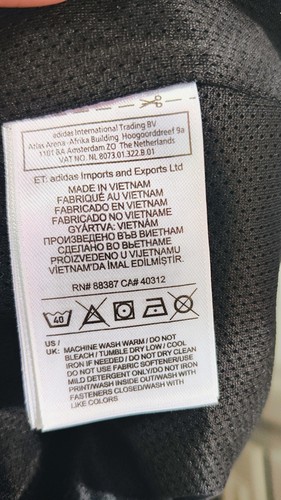 adidas International Trading BV
Atlas Arena - Afrika Building Hoogoorddreef 9a
1101 BA Amsterdam ZO The Netherlands
VAT NO. NL 8073.01.322.B.01
ET: adidas Imports and Exports Ltd
MADE IN VIETNAM
FABRIQUÉ AU VIETNAM
FABRICADO EN VIETNAM
FABRICADO NO VIETNAME
GYÁRTVA: VIETNÁM
ПРОИЗВЕДЕНО ВЪВ ВИЕТНАМ
СДЕЛАНО ВО ВЬЕТНАМЕ
PROIZVEDENO U VIJETNAMU
VIETNAM'DA İMAL EDİLMİŞTİR.
RN# 88387 CA# 40312
40
US /
UK: MACHINE WASH WARM / DO NOT
BLEACH / TUMBLE DRY LOW / COOL
IRON IF NEEDED / DO NOT DRY CLEAN
DO NOT USE FABRIC SOFTENER/USE
MILD DETERGENT ONLY/DO NOT IRON
PRINT/WASH INSIDE OUT/WASH WITH
FASTENERS CLOSED/WASH WITH
LIKE COLORS